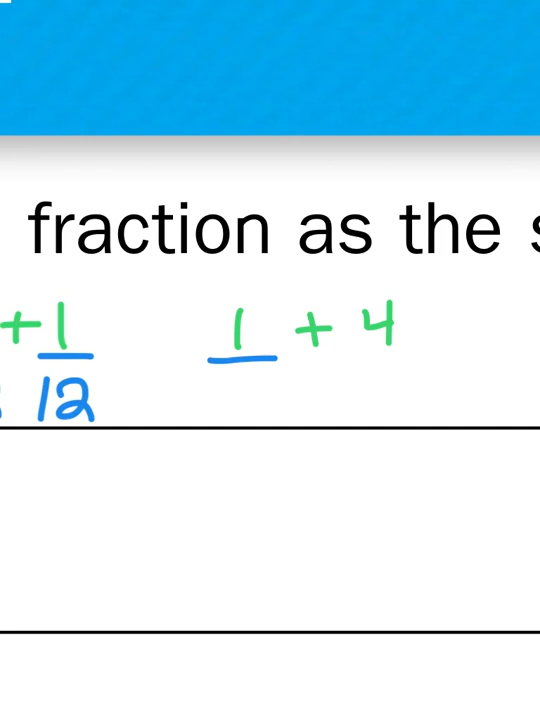 fraction as the
+ 1 1 + 4
12